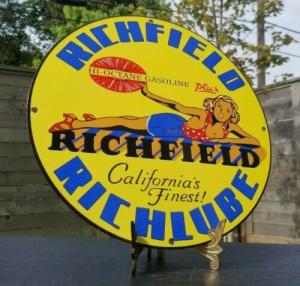 RICHFIELD
HI-OCTANE GASOLINE plus
RICHFIELD
California's
Finest!
RICHLUBE